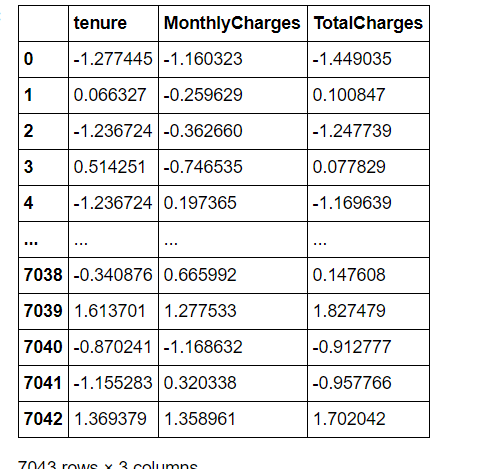 tenure MonthlyCharges TotalCharges
0 -1.277445 -1.160323 -1.449035
1 0.066327 -0.259629 0.100847
2 -1.236724 -0.362660 -1.247739
3 0.514251 -0.746535 0.077829
4 -1.236724 0.197365 -1.169639
... ... ... ...
7038 -0.340876 0.665992 0.147608
7039 1.613701 1.277533 1.827479
7040 -0.870241 -1.168632 -0.912777
7041 -1.155283 0.320338 -0.957766
7042 1.369379 1.358961 1.702042
7043 rows × 3 columns